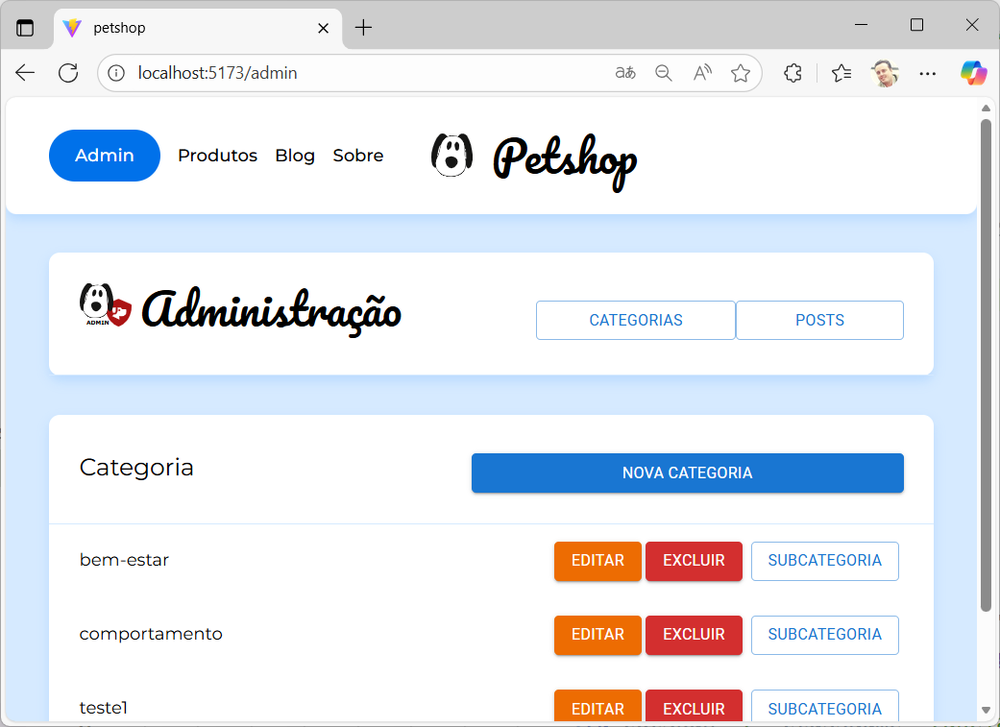 petshop
localhost:5173/admin
Admin Produtos Blog Sobre Petshop
ADMIN Administração
CATEGORIAS POSTS
Categoria NOVA CATEGORIA
bem-estar EDITAR EXCLUIR SUBCATEGORIA
comportamento EDITAR EXCLUIR SUBCATEGORIA
teste1 EDITAR EXCLUIR SUBCATEGORIA